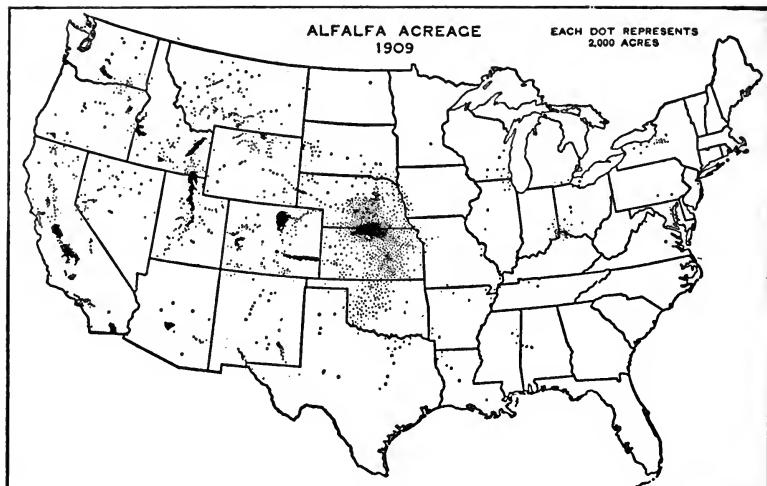 ALFALFA ACREAGE
1909
EACH DOT REPRESENTS
2,000 ACRES